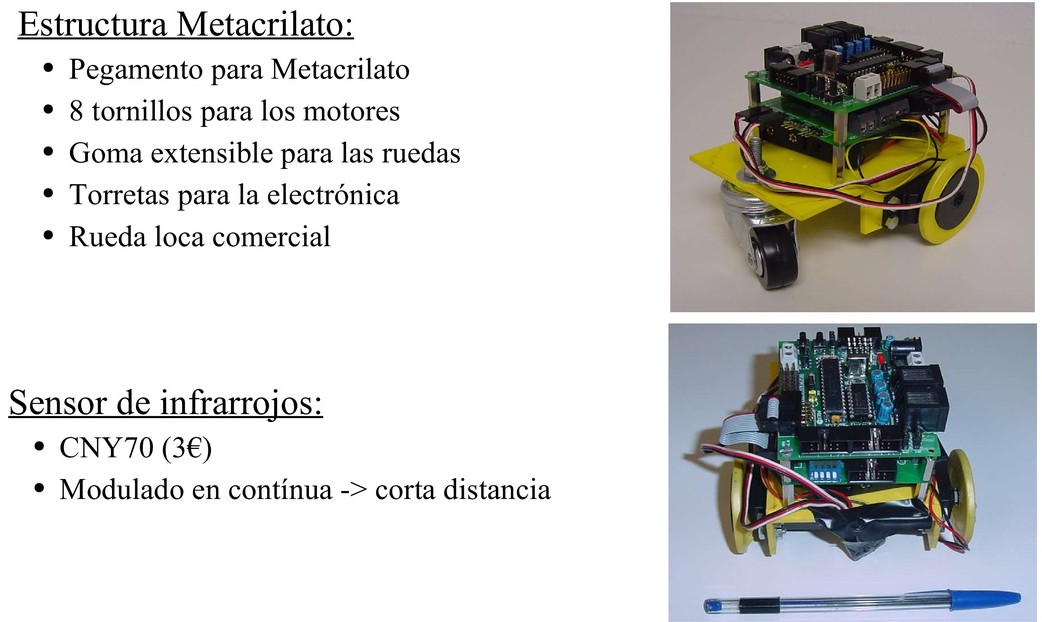 Estructura Metacrilato:
• Pegamento para Metacrilato
• 8 tornillos para los motores
• Goma extensible para las ruedas
• Torretas para la electrónica
• Rueda loca comercial
Sensor de infrarrojos:
• CNY70 (3€)
• Modulado en contínua -> corta distancia